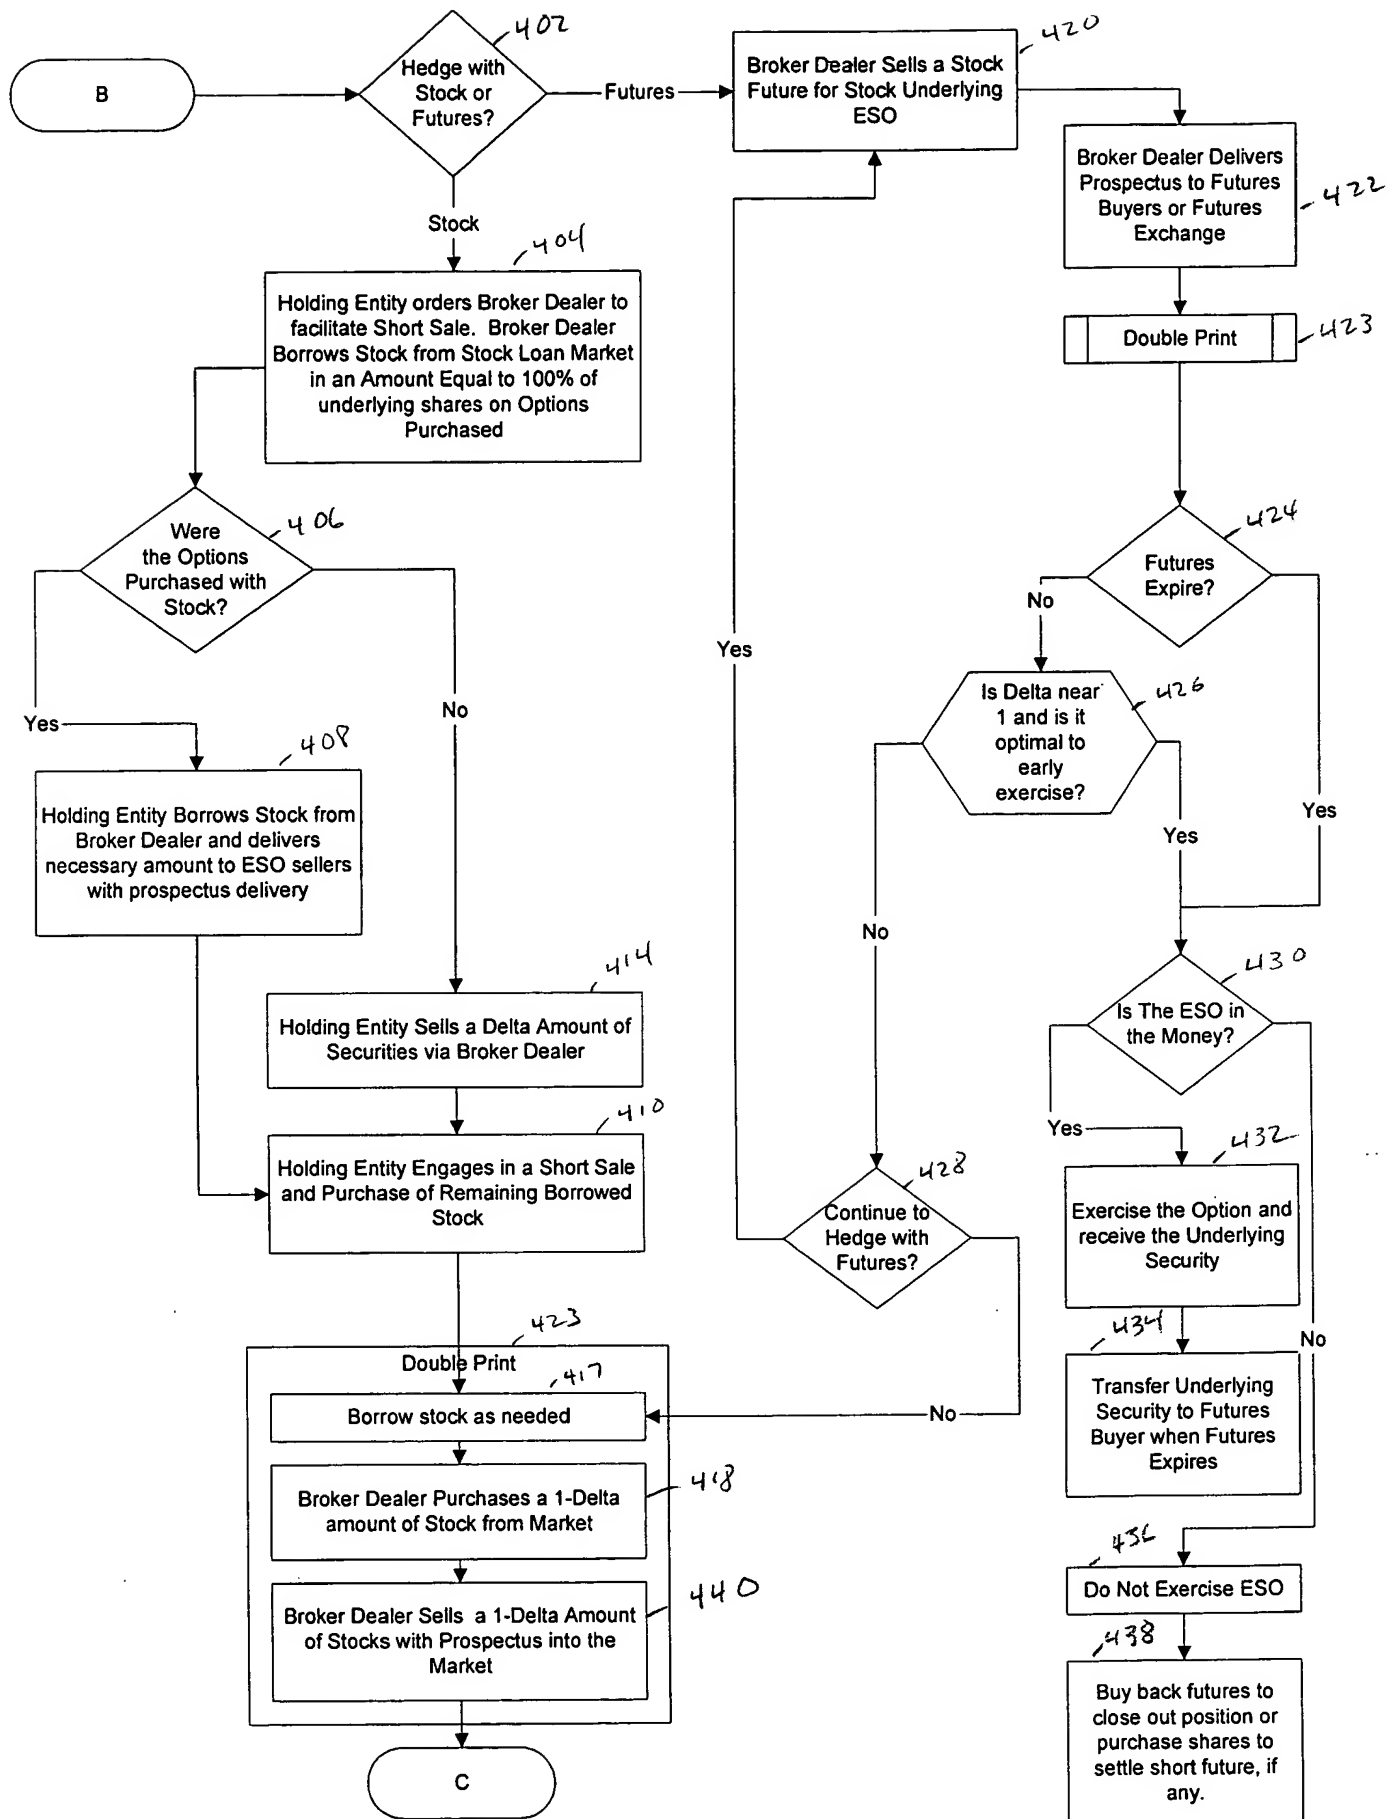 B
402
Hedge with
Stock or
Futures?
Futures
420
Broker Dealer Sells a Stock
Future for Stock Underlying
ESO
Broker Dealer Delivers
Prospectus to Futures
Buyers or Futures
Exchange
422
Double Print
423
Stock
404
Holding Entity orders Broker Dealer to
facilitate Short Sale. Broker Dealer
Borrows Stock from Stock Loan Market
in an Amount Equal to 100% of
underlying shares on Options
Purchased
Were
the Options
Purchased with
Stock?
406
Yes
No
408
Holding Entity Borrows Stock from
Broker Dealer and delivers
necessary amount to ESO sellers
with prospectus delivery
414
Holding Entity Sells a Delta Amount of
Securities via Broker Dealer
410
Holding Entity Engages in a Short Sale
and Purchase of Remaining Borrowed
Stock
423
Double Print
417
Borrow stock as needed
Broker Dealer Purchases a 1-Delta
amount of Stock from Market
418
Broker Dealer Sells a 1-Delta Amount
of Stocks with Prospectus into the
Market
440
C
424
Futures
Expire?
No
Yes
Is Delta near
1 and is it
optimal to
early
exercise?
426
Yes
No
Yes
428
Continue to
Hedge with
Futures?
No
430
Is The ESO in
the Money?
Yes
No
432
Exercise the Option and
receive the Underlying
Security
434
Transfer Underlying
Security to Futures
Buyer when Futures
Expires
Do Not Exercise ESO
438
Buy back futures to
close out position or
purchase shares to
settle short future, if
any.